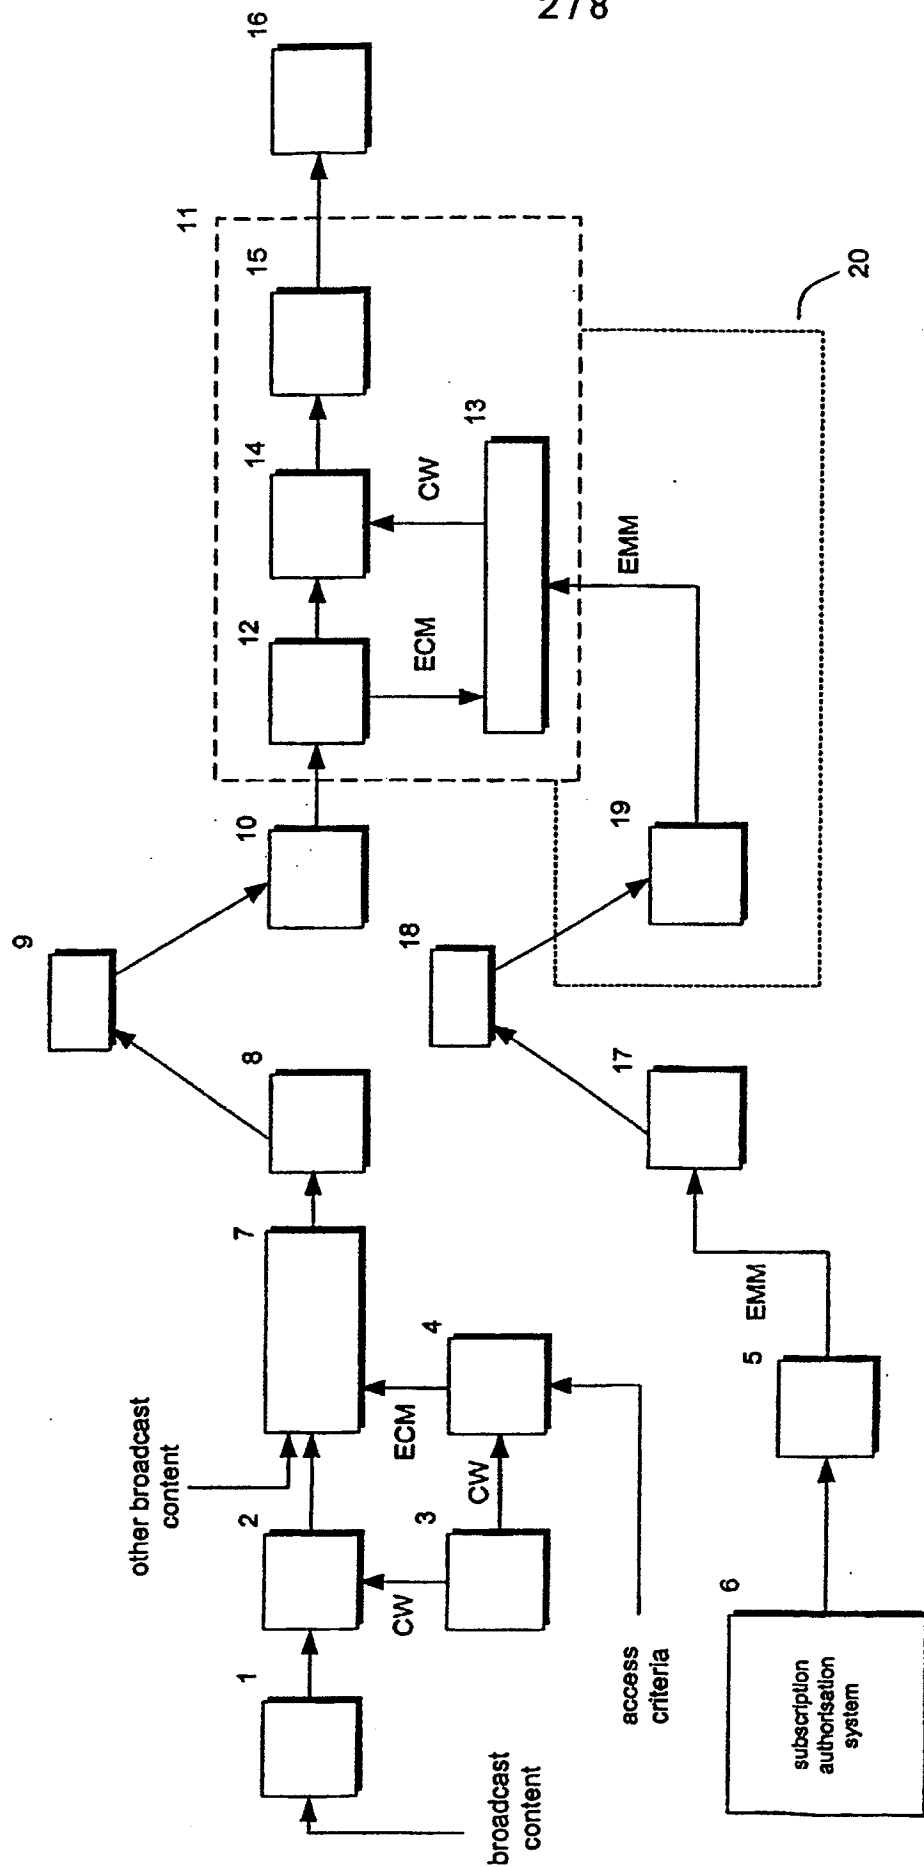 2/8
16
11
15
20
14
13
CW
12
ECM
EMM
10
19
9
18
8
17
7
other broadcast
content
4
ECM
EMM
5
2
3
CW
CW
6
1
access
criteria
subscription
authorisation
system
broadcast
content